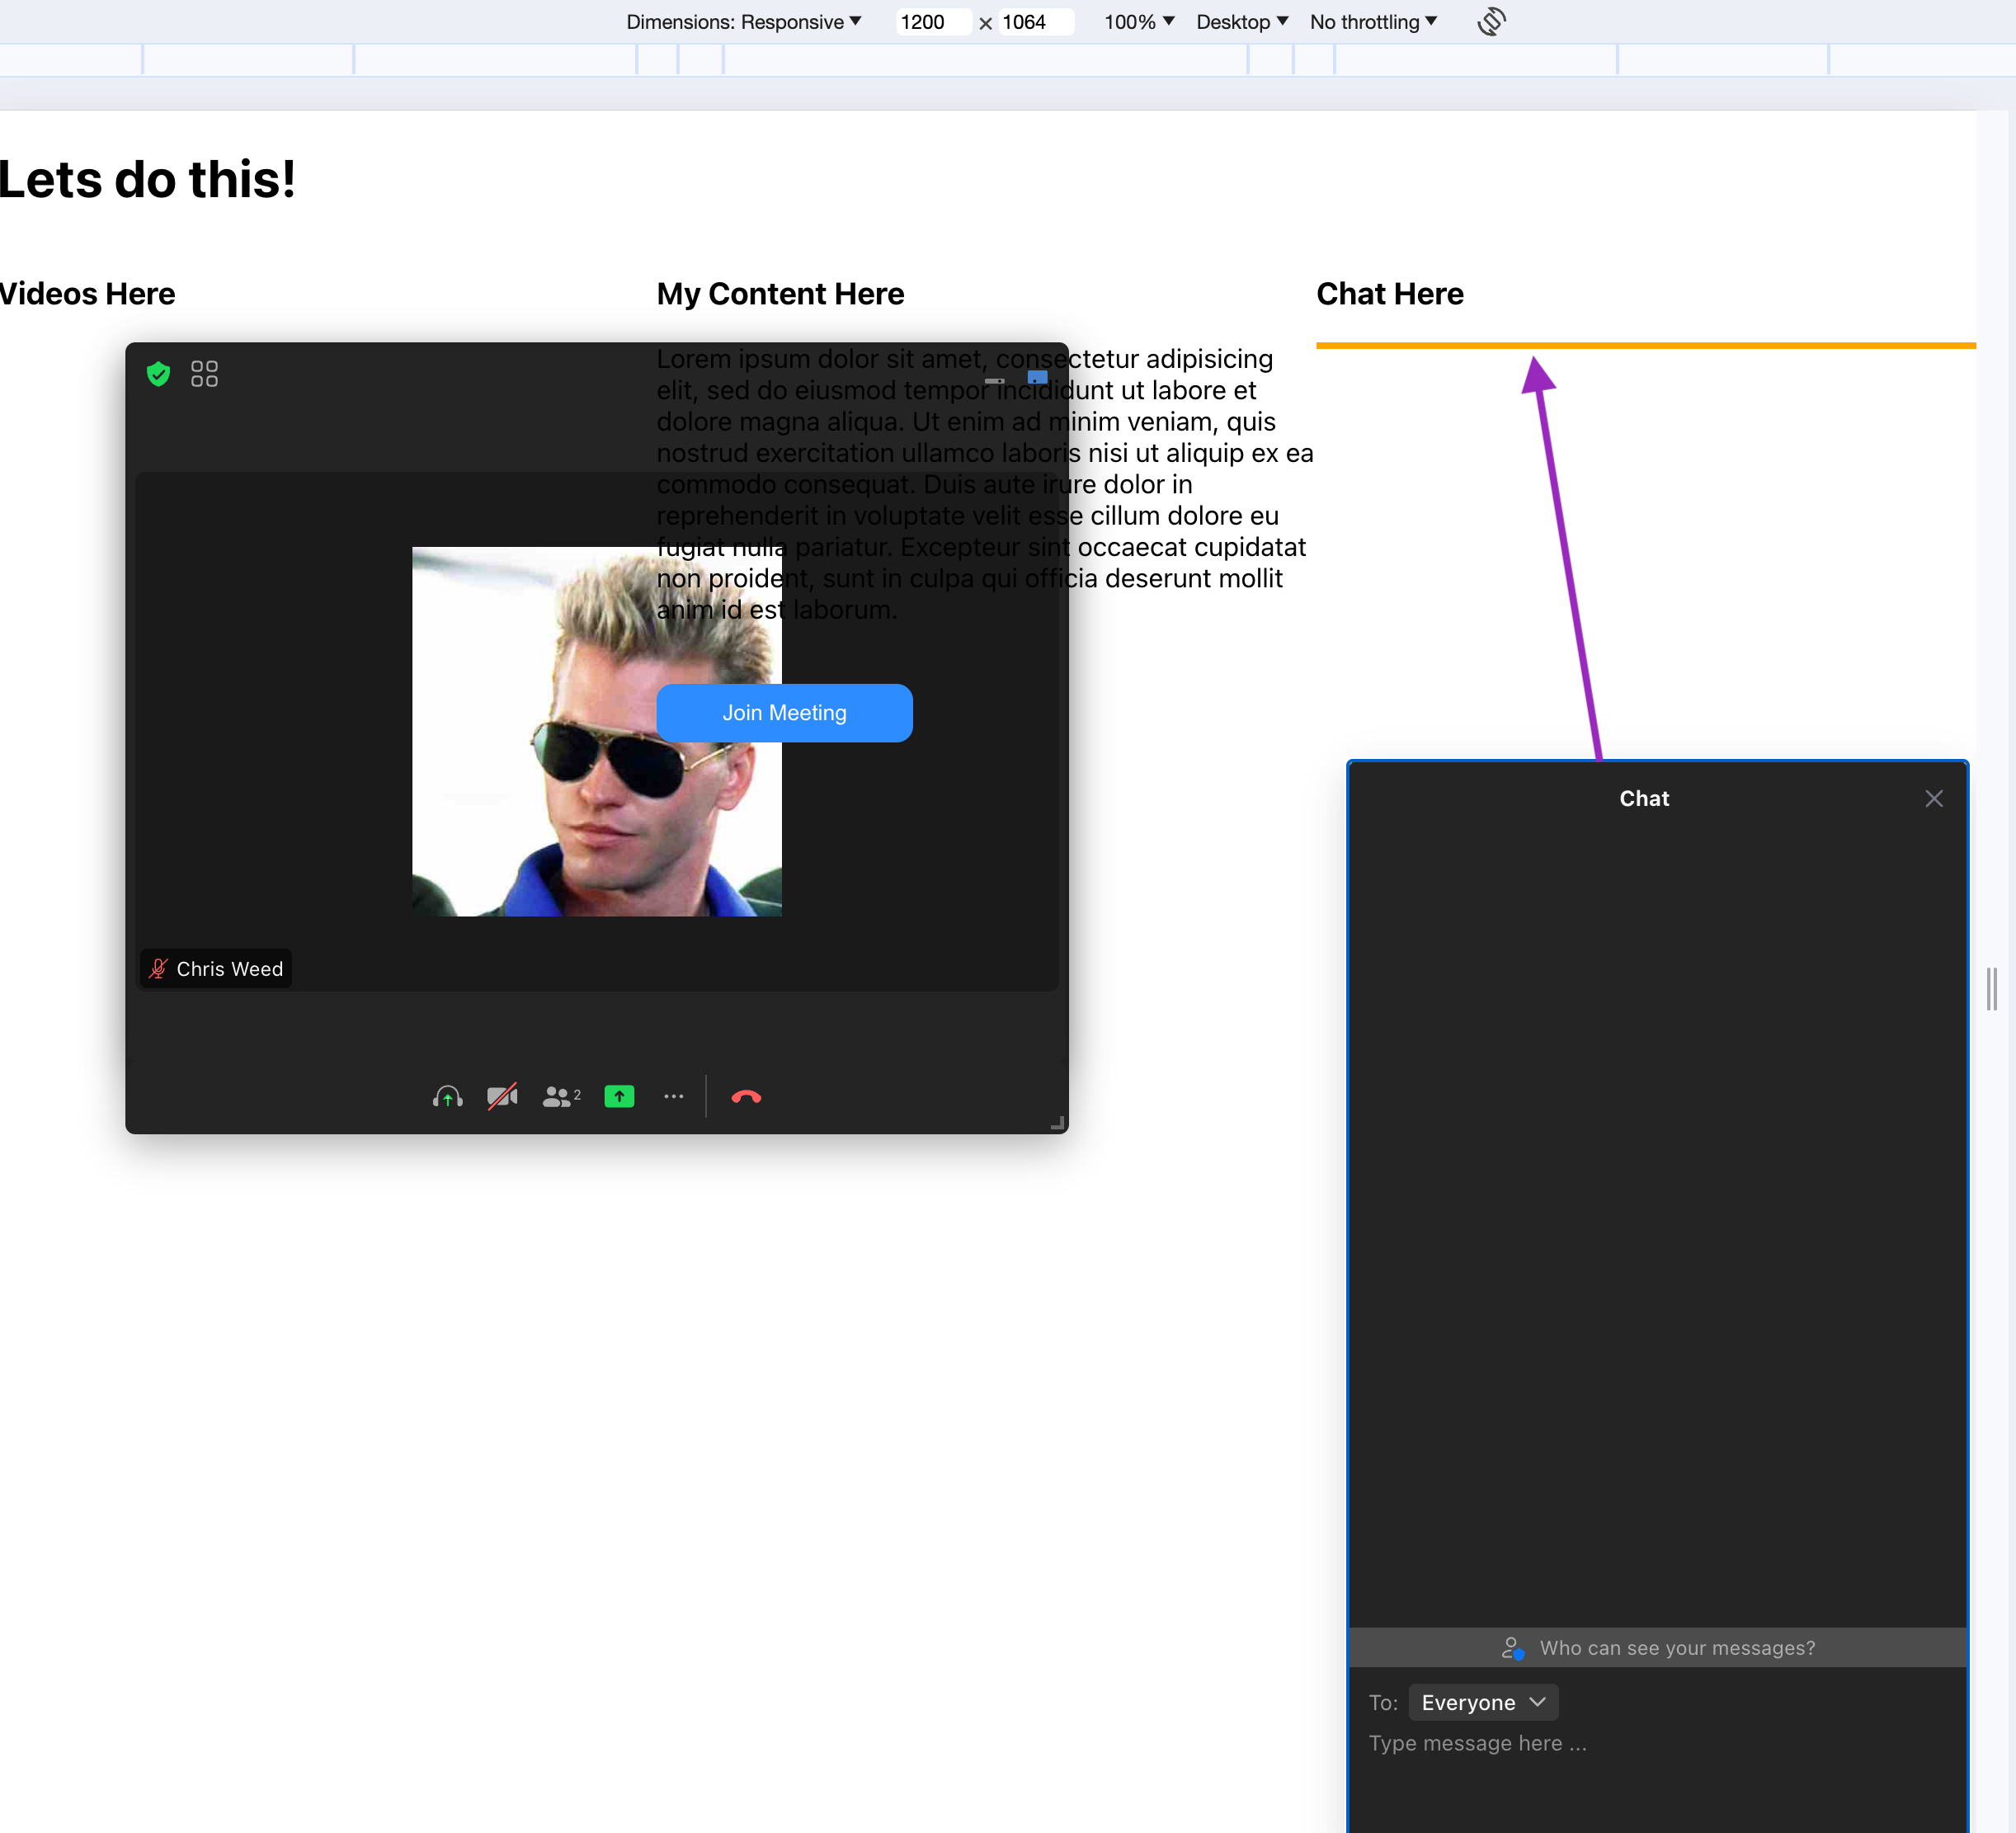 Dimensions: Responsive 1200 × 1064 100% Desktop No throttling
Lets do this!
Videos Here
My Content Here
Chat Here
Lorem ipsum dolor sit amet, consectetur adipisicing
elit, sed do eiusmod tempor incididunt ut labore et
dolore magna aliqua. Ut enim ad minim veniam, quis
nostrud exercitation ullamco laboris nisi ut aliquip ex ea
commodo consequat. Duis aute irure dolor in
reprehenderit in voluptate velit esse cillum dolore eu
fugiat nulla pariatur. Excepteur sint occaecat cupidatat
non proident, sunt in culpa qui officia deserunt mollit
anim id est laborum.
Join Meeting
Chris Weed
2
Chat
Who can see your messages?
To: Everyone
Type message here ...